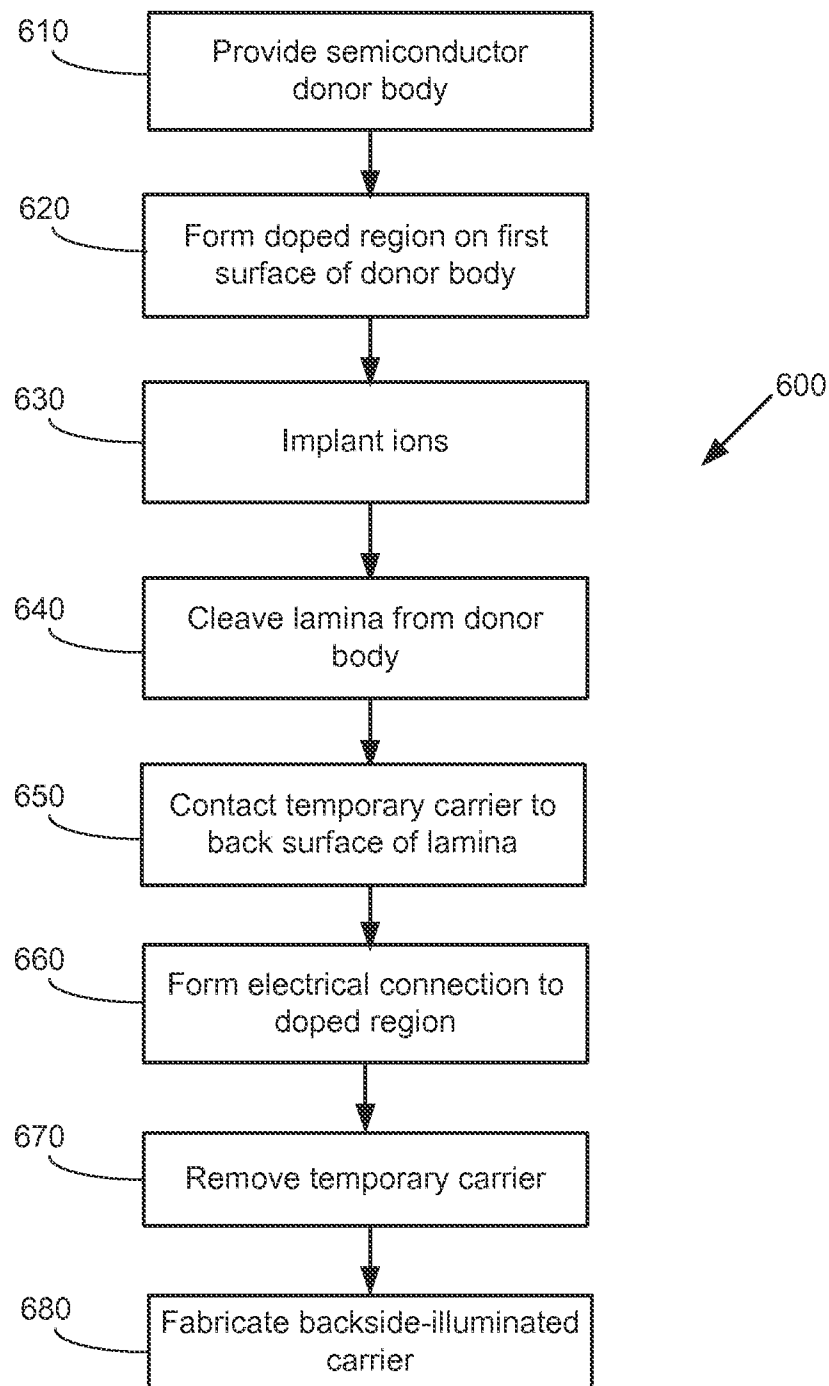 610
Provide semiconductor
donor body
620
Form doped region on first
surface of donor body
630
Implant ions
600
640
Cleave lamina from donor
body
650
Contact temporary carrier to
back surface of lamina
660
Form electrical connection to
doped region
670
Remove temporary carrier
680
Fabricate backside-illuminated
carrier